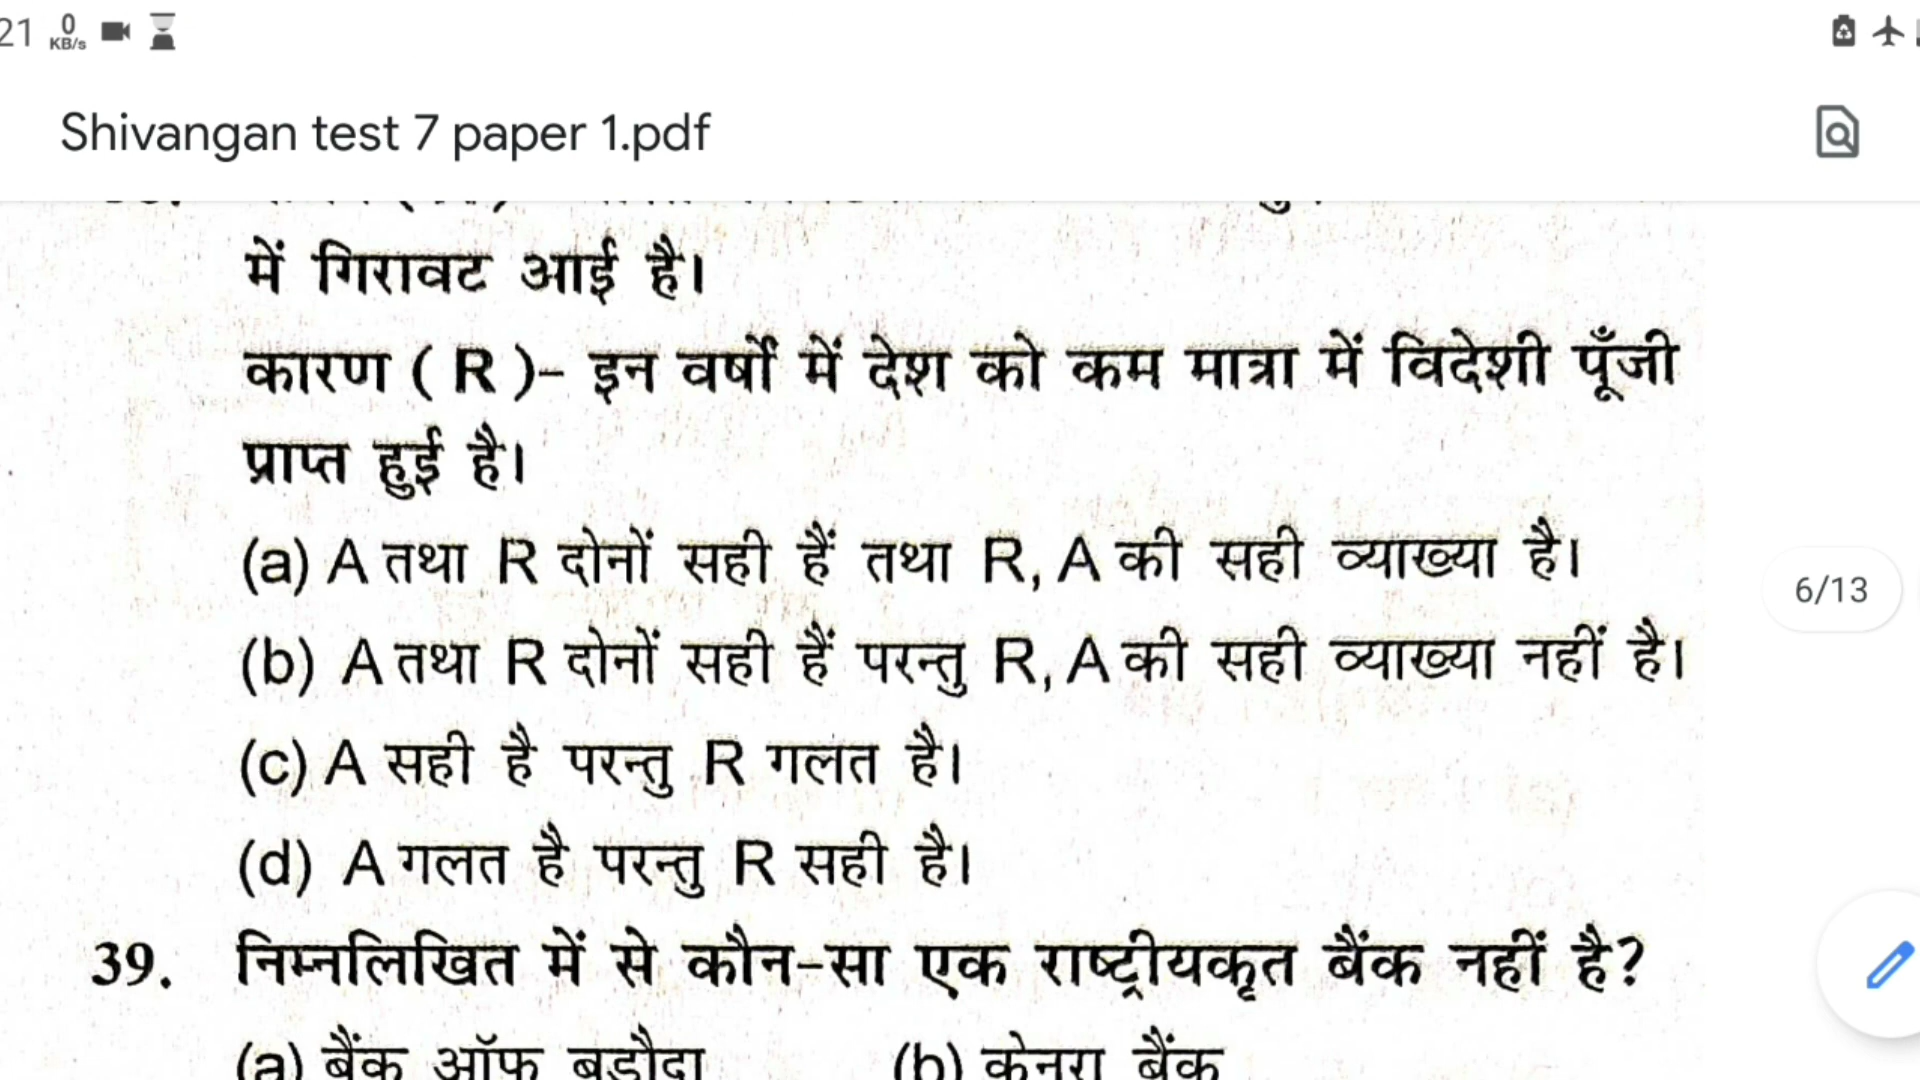 21 0 KB/s
Shivangan test 7 paper 1.pdf
में गिरावट आई है।
कारण ( R )- इन वर्षों में देश को कम मात्रा में विदेशी पूँजी
प्राप्त हुई है।
(a) A तथा R दोनों सही हैं तथा R, A की सही व्याख्या है।
6/13
(b) A तथा R दोनों सही हैं परन्तु R, A की सही व्याख्या नहीं है।
(c) A सही है परन्तु R गलत है।
(d) A गलत है परन्तु R सही है।
39. निम्नलिखित में से कौन-सा एक राष्ट्रीयकृत बैंक नहीं है?
(a) बैंक ऑफ बड़ौदा (b) केनरा बैंक